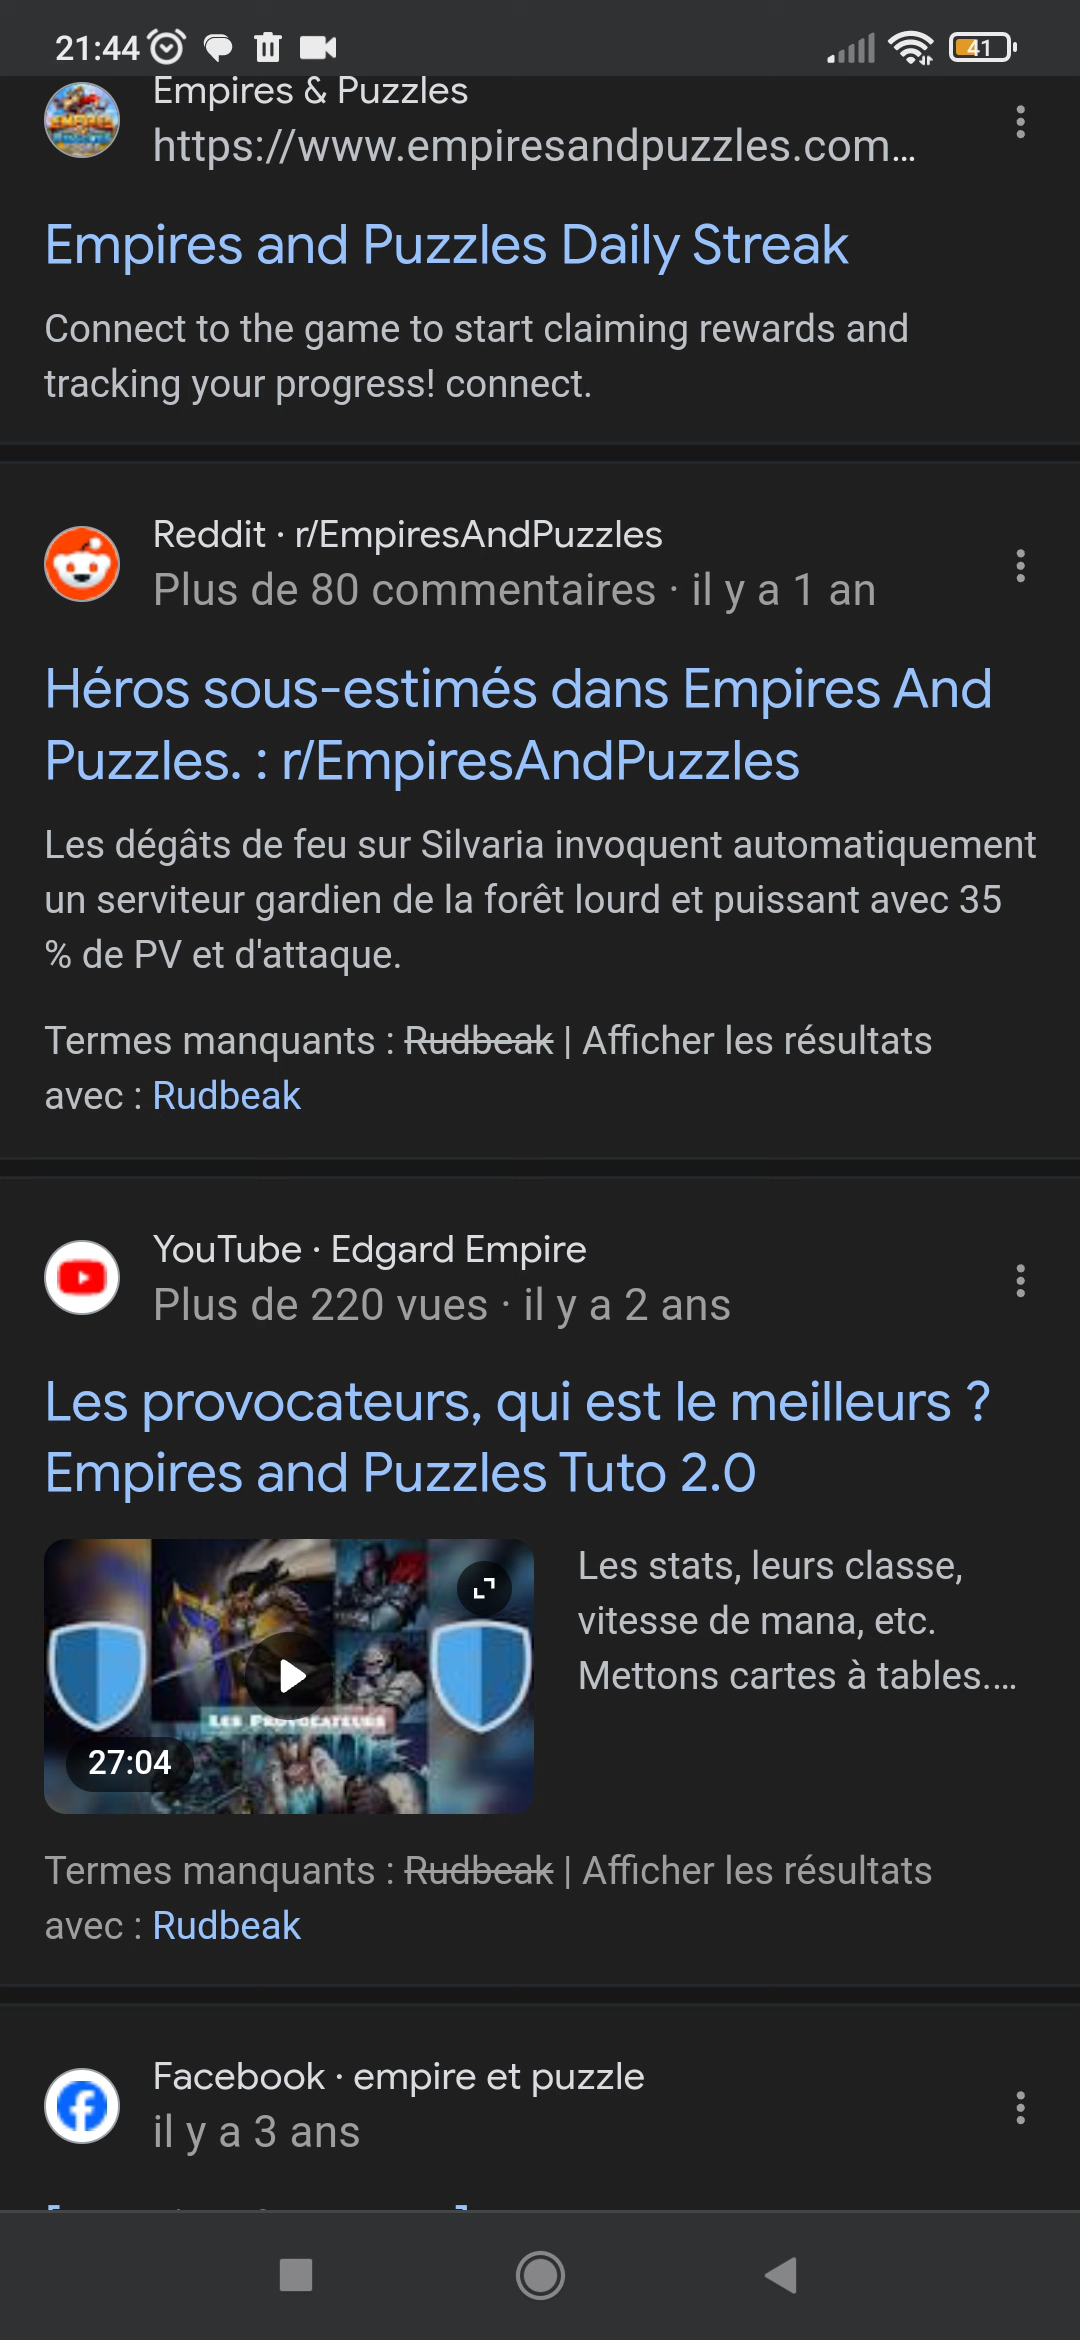 21:44
41
Empires & Puzzles
https://www.empiresandpuzzles.com...
Empires and Puzzles Daily Streak
Connect to the game to start claiming rewards and
tracking your progress! connect.
Reddit · r/EmpiresAndPuzzles
Plus de 80 commentaires · il y a 1 an
Héros sous-estimés dans Empires And
Puzzles. : r/EmpiresAndPuzzles
Les dégâts de feu sur Silvaria invoquent automatiquement
un serviteur gardien de la forêt lourd et puissant avec 35
% de PV et d'attaque.
Termes manquants : Rudbeak | Afficher les résultats
avec : Rudbeak
YouTube · Edgard Empire
Plus de 220 vues · il y a 2 ans
Les provocateurs, qui est le meilleurs ?
Empires and Puzzles Tuto 2.0
Les stats, leurs classe,
vitesse de mana, etc.
Mettons cartes à tables....
Les Provocateurs
27:04
Termes manquants : Rudbeak | Afficher les résultats
avec : Rudbeak
Facebook · empire et puzzle
il y a 3 ans